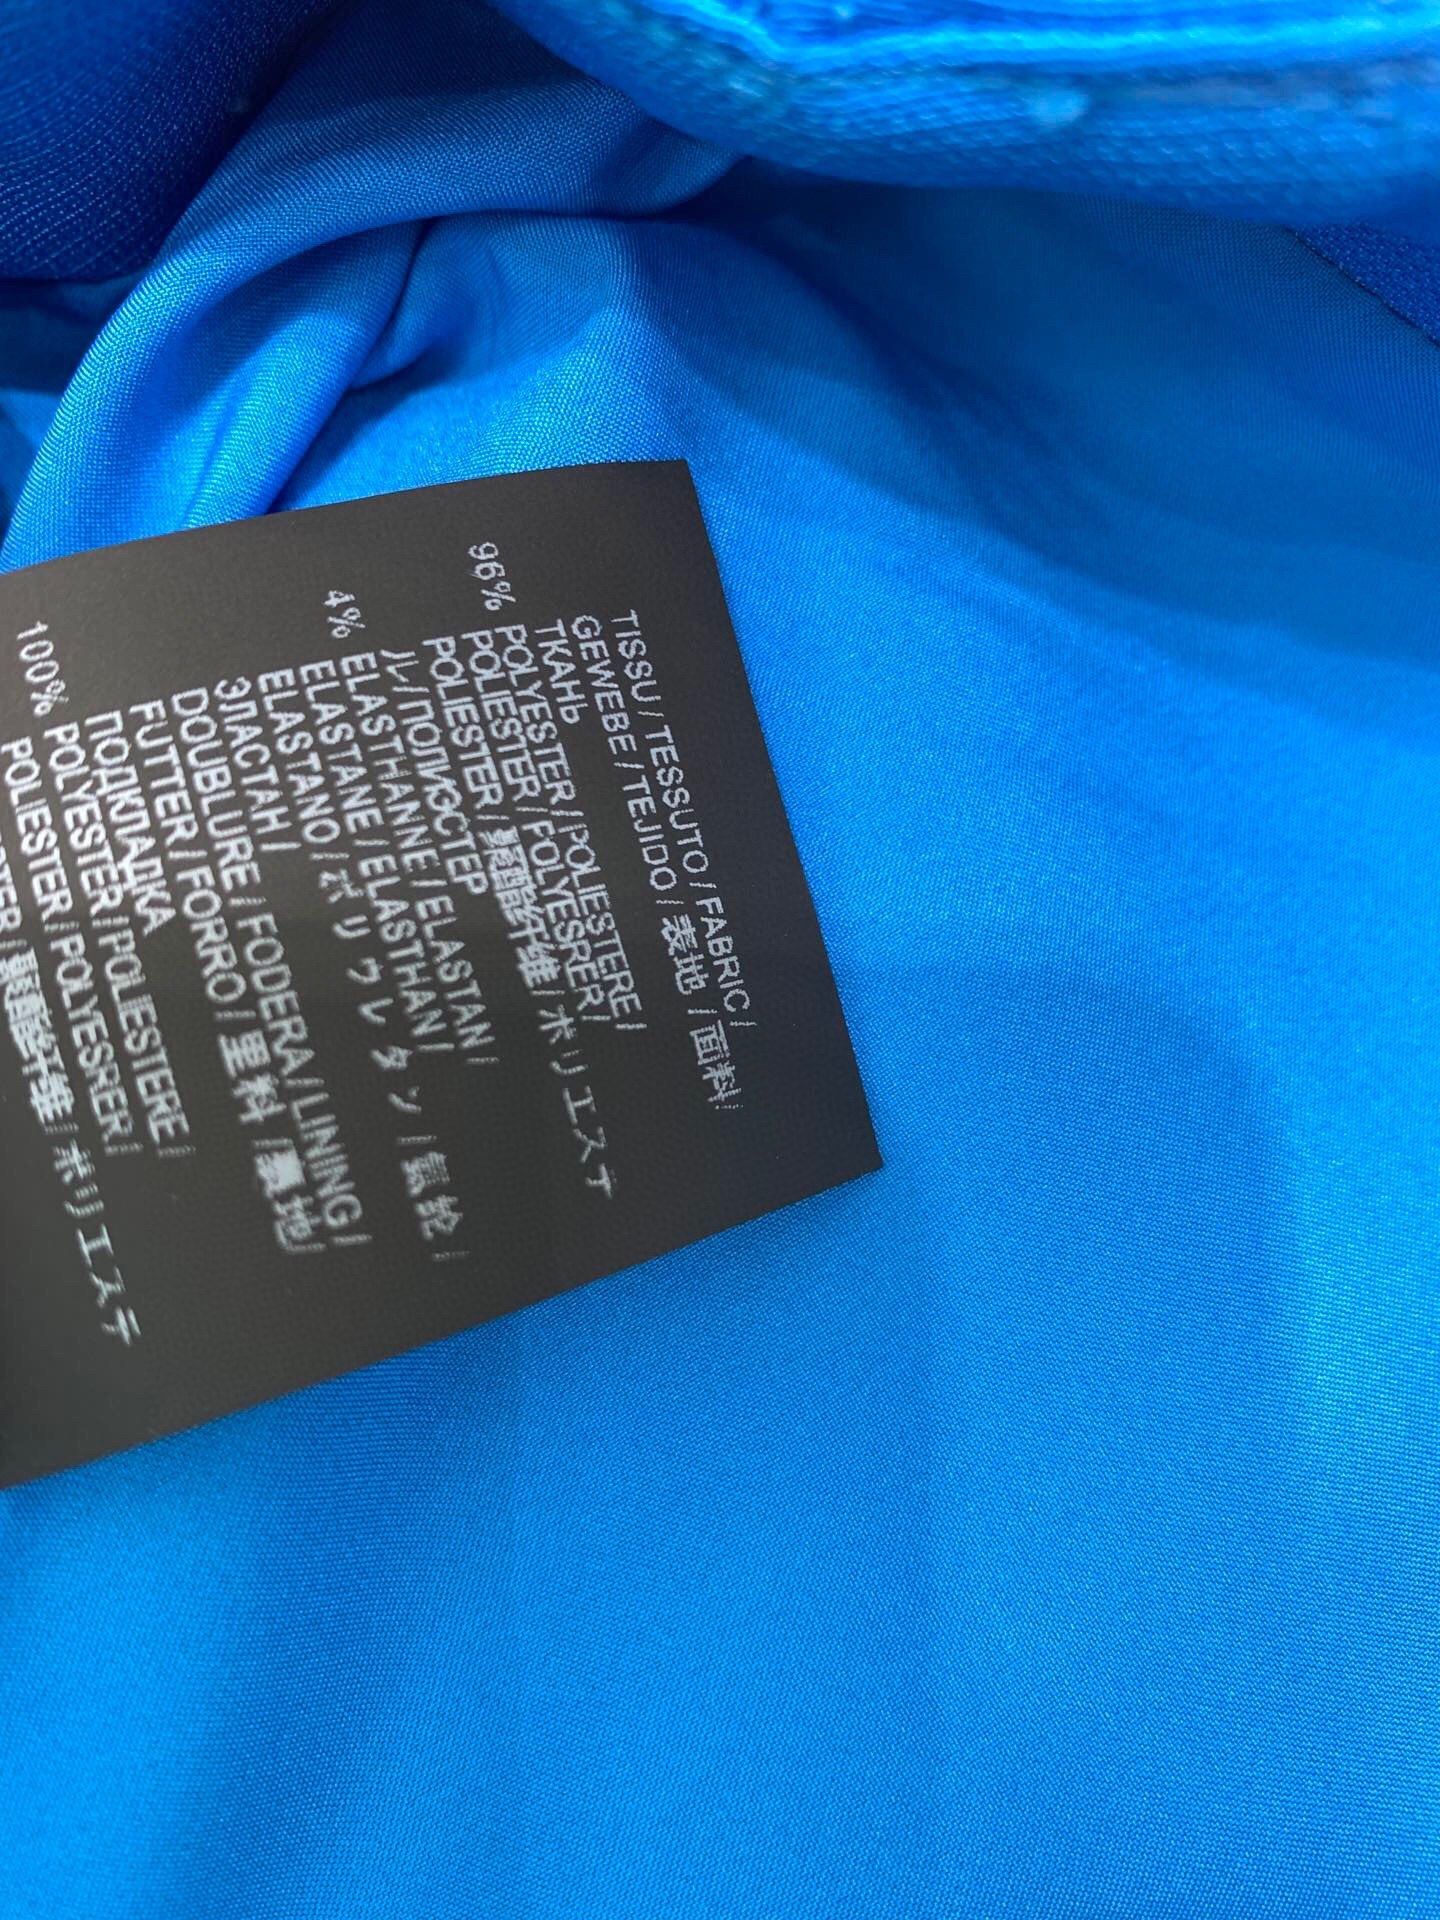 TISSU / TESSUTO / FABRIC /
GEWEBE / TEJIDO / 表地 / 面料/
ТКАНЬ
96% POLYESTER / POLIESTERE /
POLIESTER / POLYESRER /
POLIESTER / 聚酯纤维 / ポリエステ
ル / ПОЛИЭСТЕР
4% ELASTHANNE / ELASTAN /
ELASTANE / ELASTHAN /
ELASTANO / ポリウレタン / 氨纶 /
ЭЛАСТАН /
DOUBLURE / FODERA / LINING /
FUTTER / FORRO / 里料 / 裏地/
ПОДКЛАДКА
100% POLYESTER / POLIESTERE /
POLIESTER / POLYESRER /
聚酯纤维 / ポリエステ